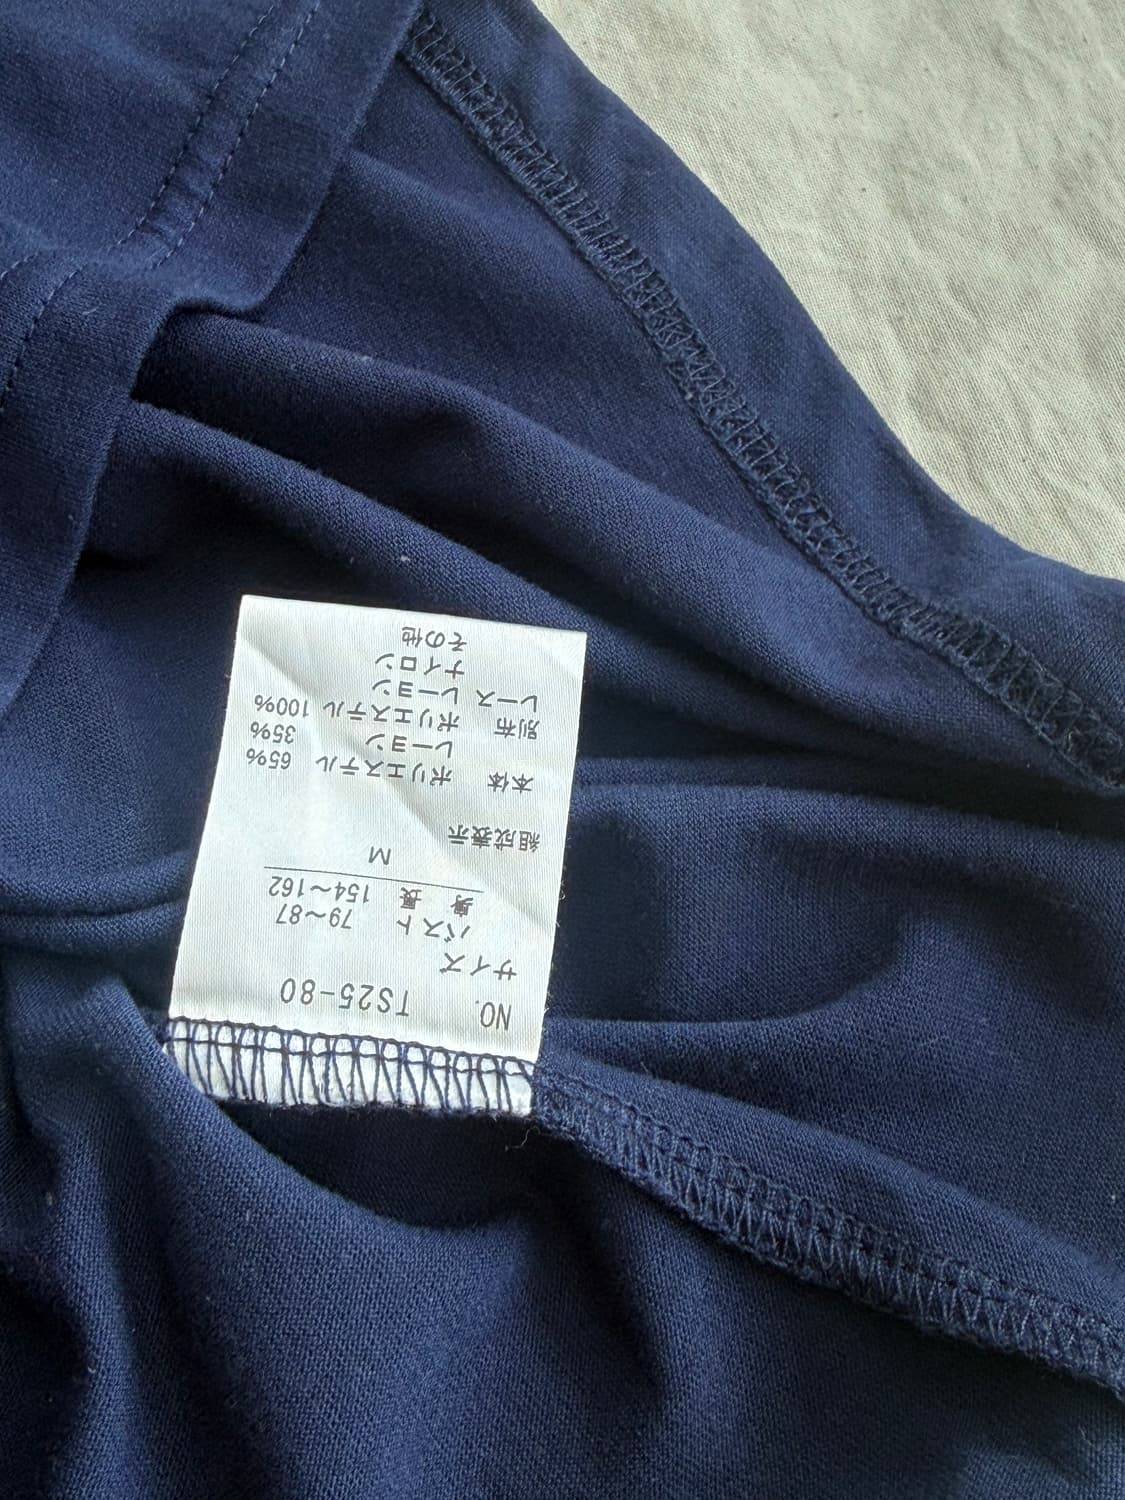 NO. TS25-80
サイズ
バスト 79〜87
身長 154〜162
M
組成表示
本体 ポリエステル 65%
レーヨン 35%
別布 ポリエステル 100%
レース レーヨン
ナイロン
その他